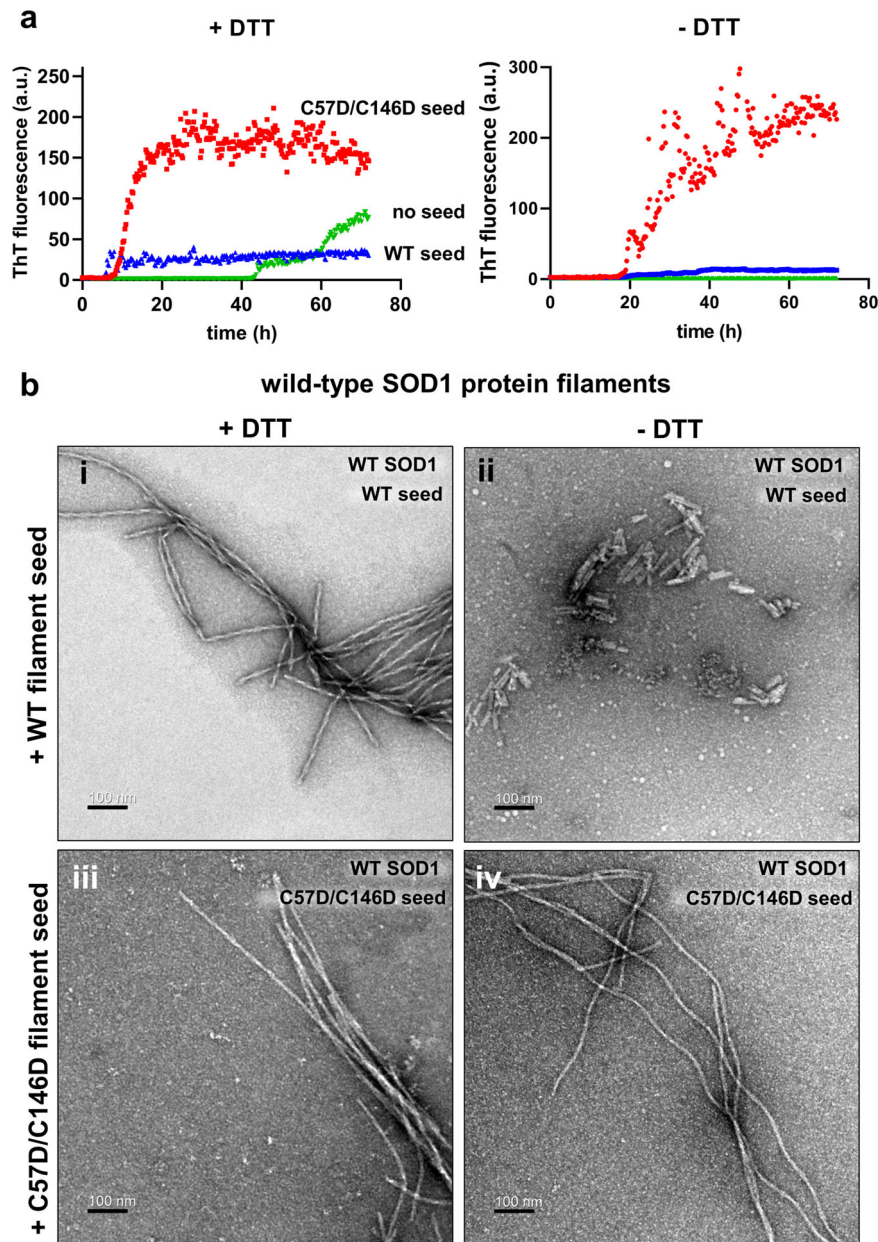 a
+ DTT
- DTT
ThT fluorescence (a.u.)
250
200
150
100
50
0
C57D/C146D seed
no seed
WT seed
0 20 40 60 80
time (h)
ThT fluorescence (a.u.)
300
200
100
0
0 20 40 60 80
time (h)
b
wild-type SOD1 protein filaments
+ DTT
- DTT
+ WT filament seed
i
WT SOD1
WT seed
100 nm
ii
WT SOD1
WT seed
100 nm
+ C57D/C146D filament seed
iii
WT SOD1
C57D/C146D seed
100 nm
iv
WT SOD1
C57D/C146D seed
100 nm